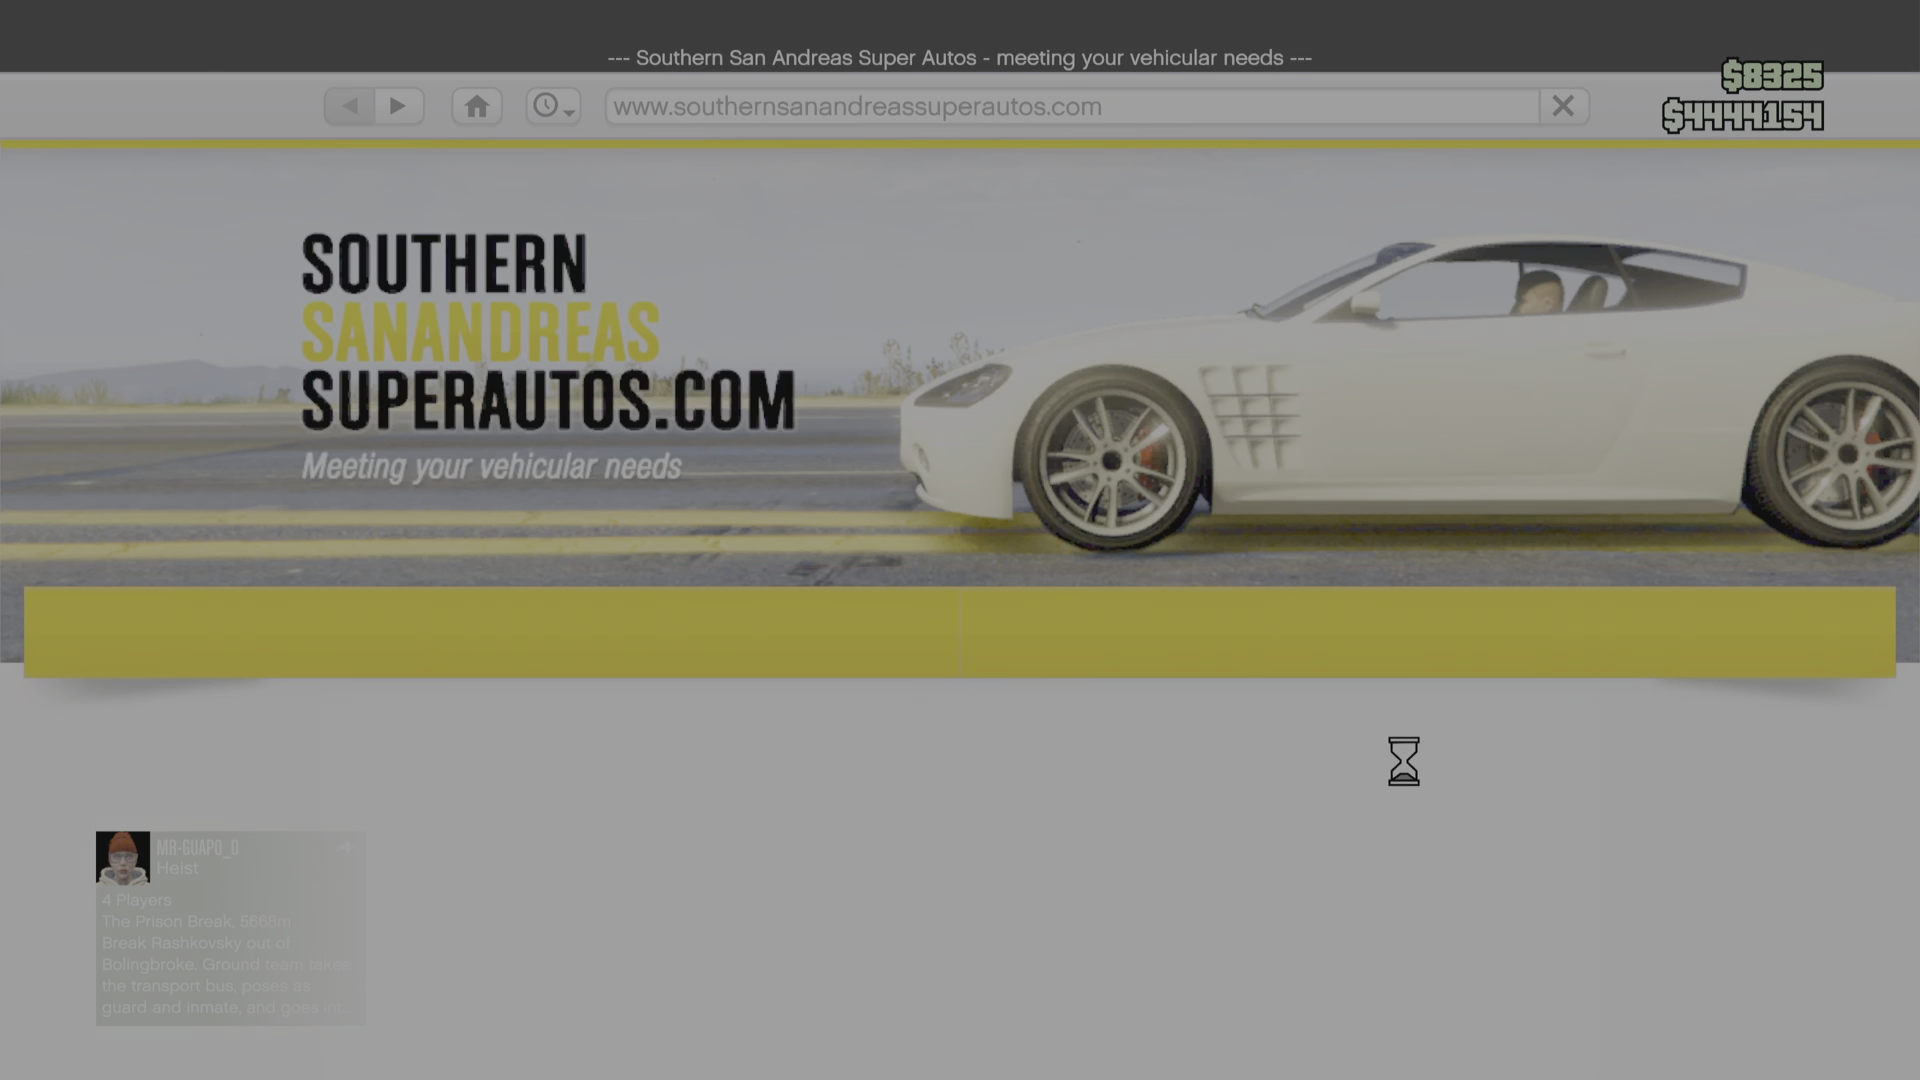 --- Southern San Andreas Super Autos - meeting your vehicular needs ---
$8325
www.southernsanandreassuperautos.com
$4444154
SOUTHERN
SANANDREAS
SUPERAUTOS.COM
Meeting your vehicular needs
MR-GUAPO_D
Heist
4 Players
The Prison Break, 5668m
Break Rashkovsky out of
Bolingbroke. Ground team takes
the transport bus, poses as
guard and inmate, and goes int...